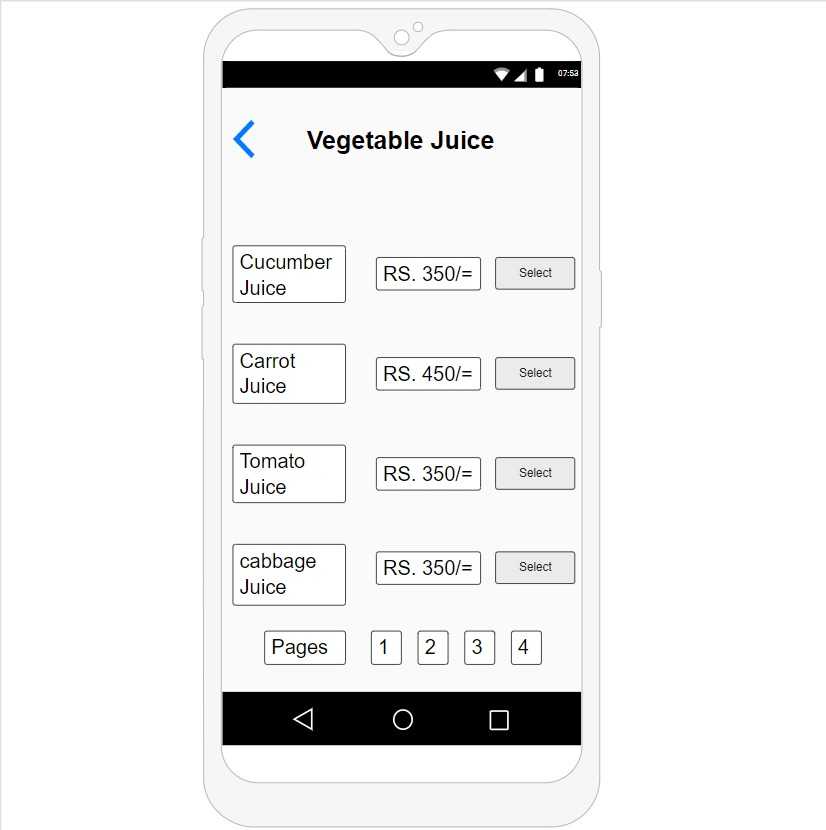 07:53
Vegetable Juice
Cucumber
Juice
RS. 350/=
Select
Carrot
Juice
RS. 450/=
Select
Tomato
Juice
RS. 350/=
Select
cabbage
Juice
RS. 350/=
Select
Pages 1 2 3 4